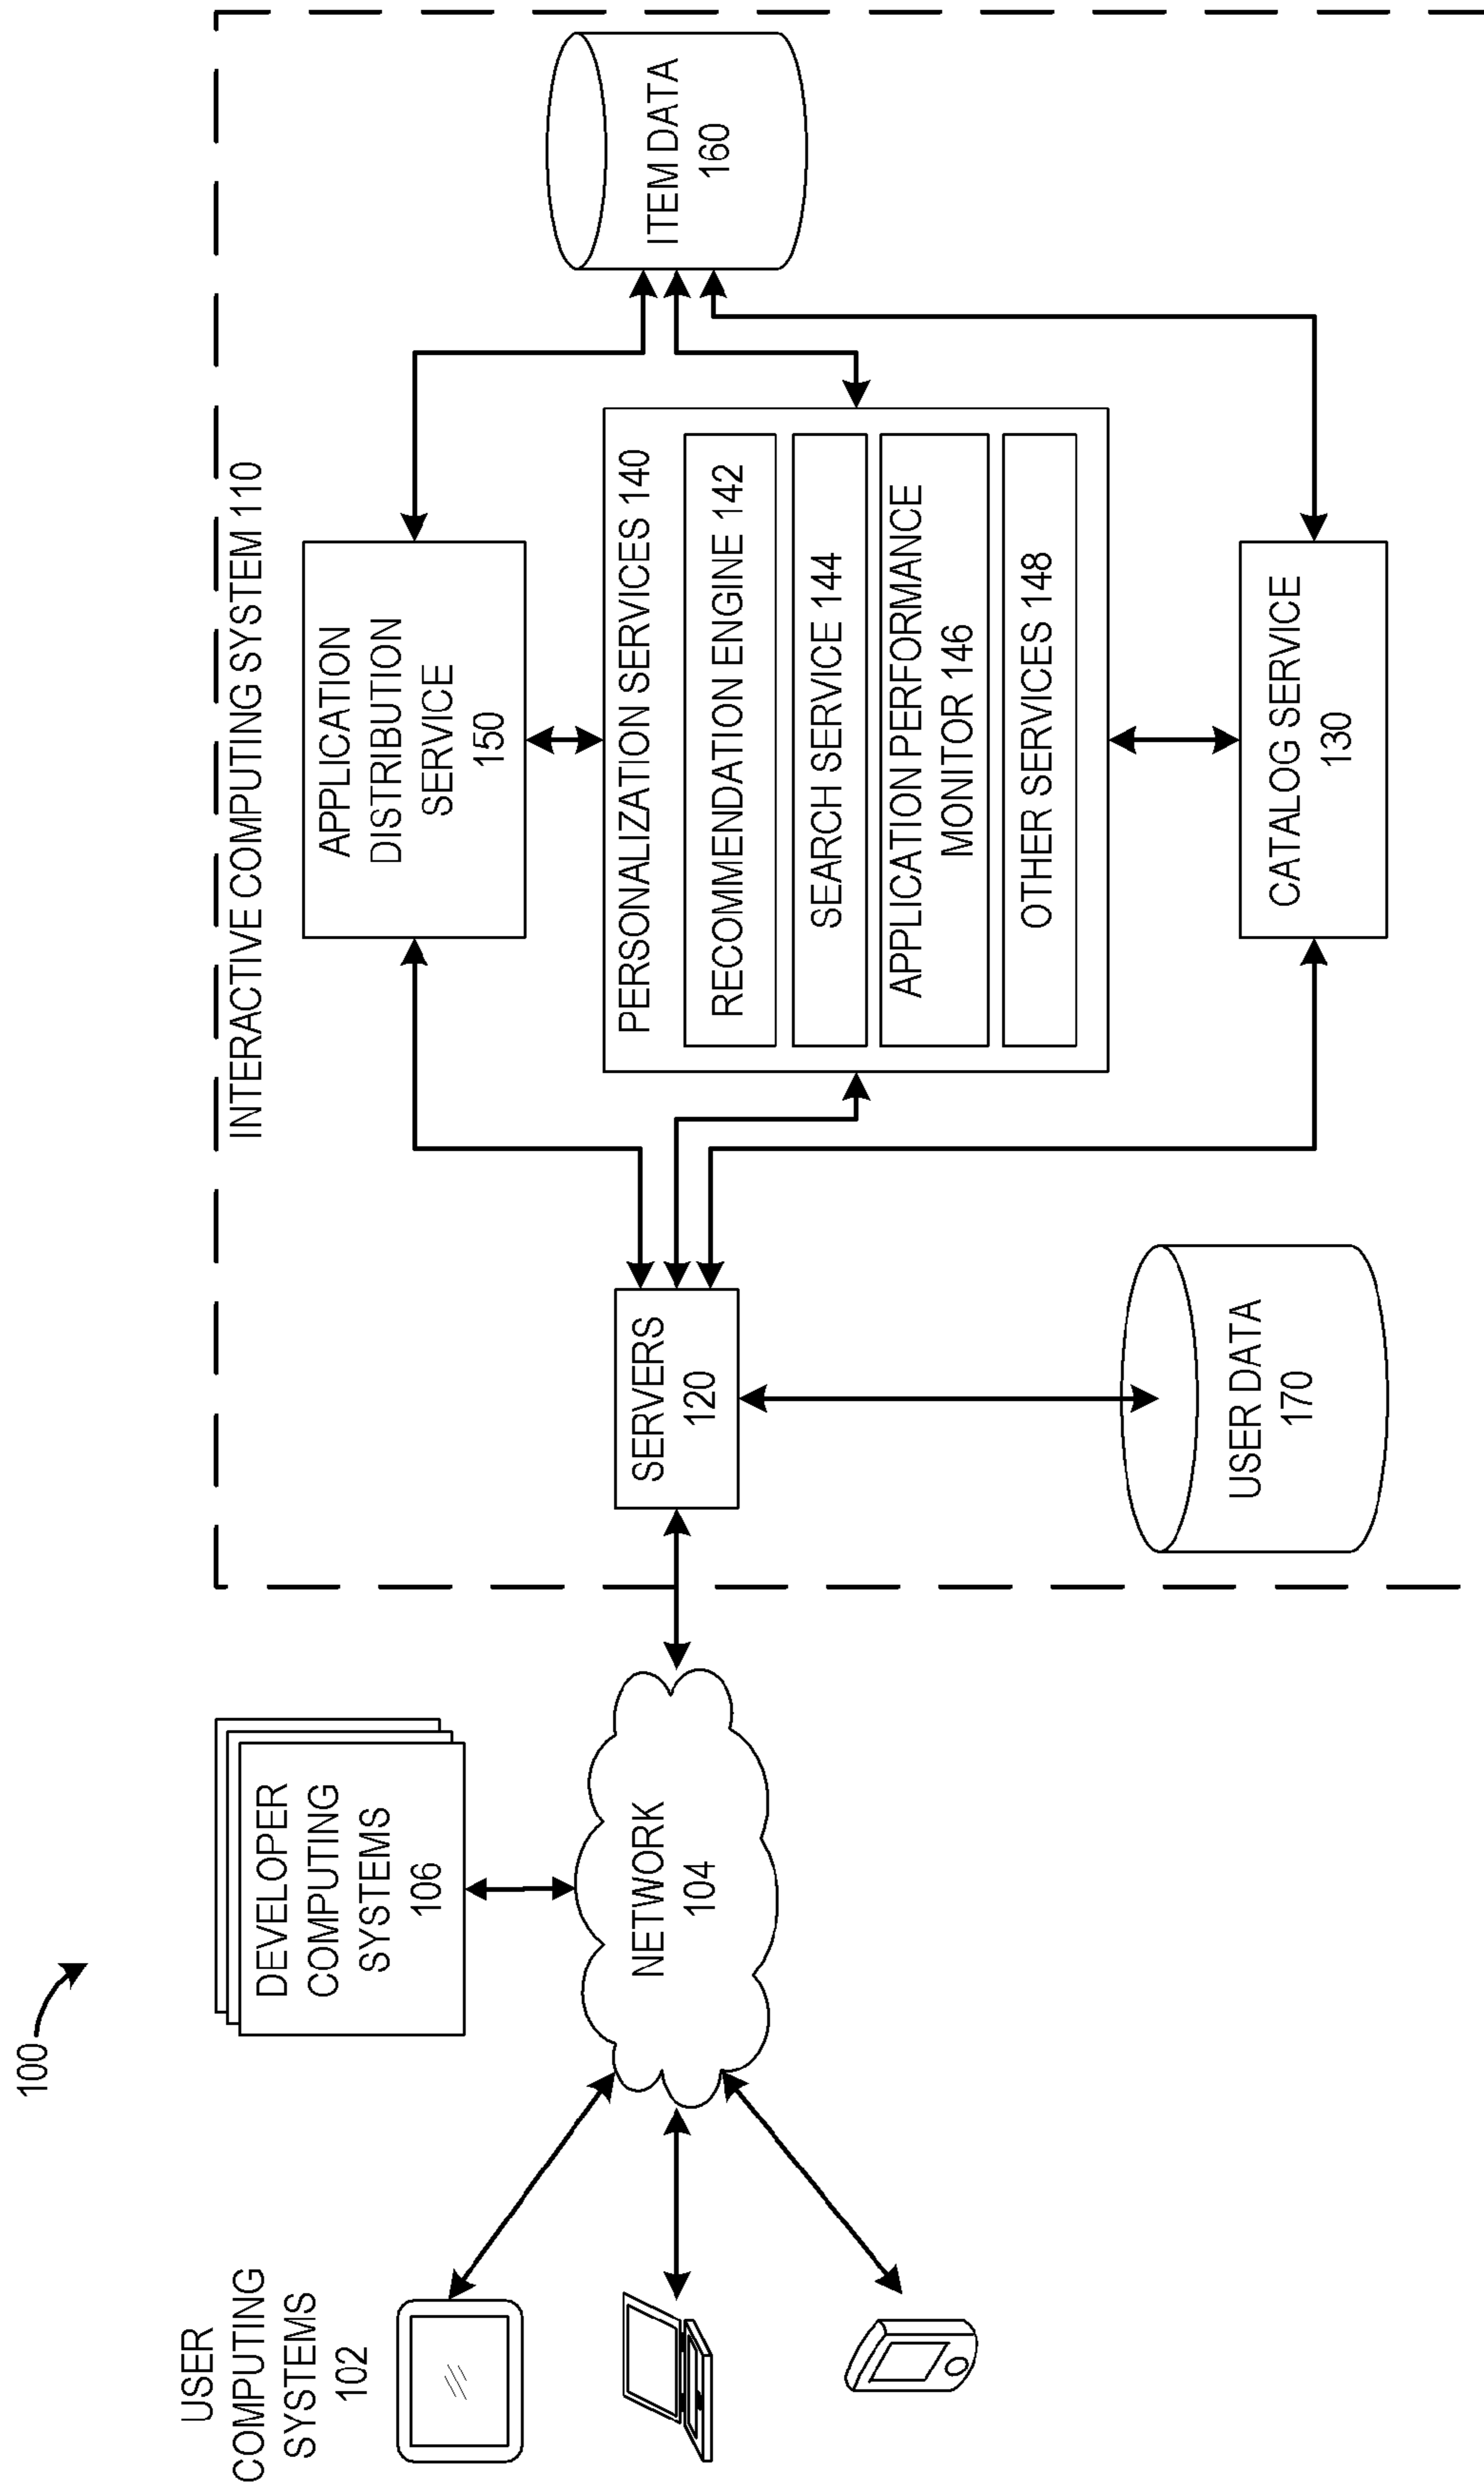 100
USER
COMPUTING
SYSTEMS
102
DEVELOPER
COMPUTING
SYSTEMS
106
NETWORK
104
INTERACTIVE COMPUTING SYSTEM 110
SERVERS
120
USER DATA
170
APPLICATION
DISTRIBUTION
SERVICE
150
PERSONALIZATION SERVICES 140
RECOMMENDATION ENGINE 142
SEARCH SERVICE 144
APPLICATION PERFORMANCE
MONITOR 146
OTHER SERVICES 148
CATALOG SERVICE
130
ITEM DATA
160